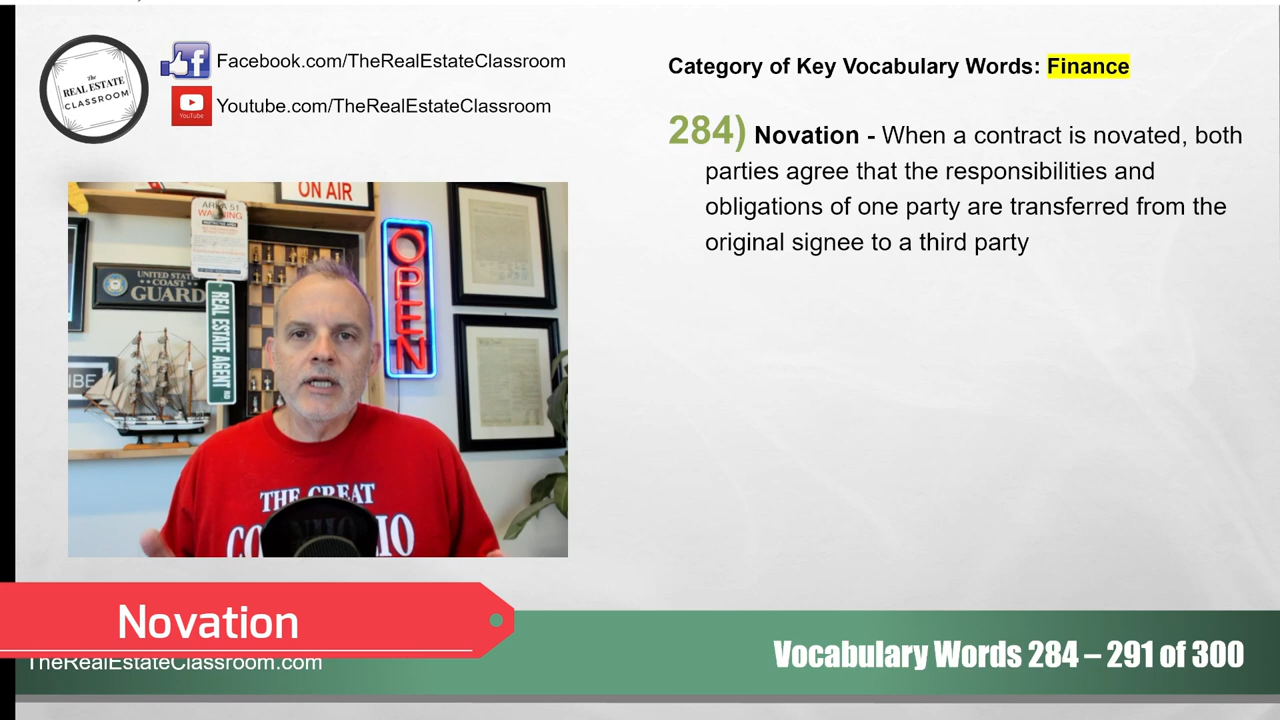 The
REAL ESTATE
CLASSROOM
Facebook.com/TheRealEstateClassroom
YouTube
Youtube.com/TheRealEstateClassroom
Category of Key Vocabulary Words: Finance
284) Novation - When a contract is novated, both
parties agree that the responsibilities and
obligations of one party are transferred from the
original signee to a third party
ON AIR
AREA 51
WARNING
UNITED STATES
COAST
GUARD
REAL ESTATE AGENT
OPEN
THE GREAT
Novation
TheRealEstateClassroom.com
Vocabulary Words 284 – 291 of 300